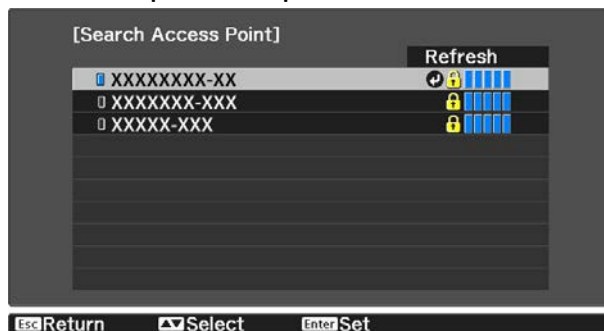 [Search Access Point]
Refresh
XXXXXXXX-XX
XXXXXXX-XXX
XXXXX-XXX
Esc Return Select Enter Set